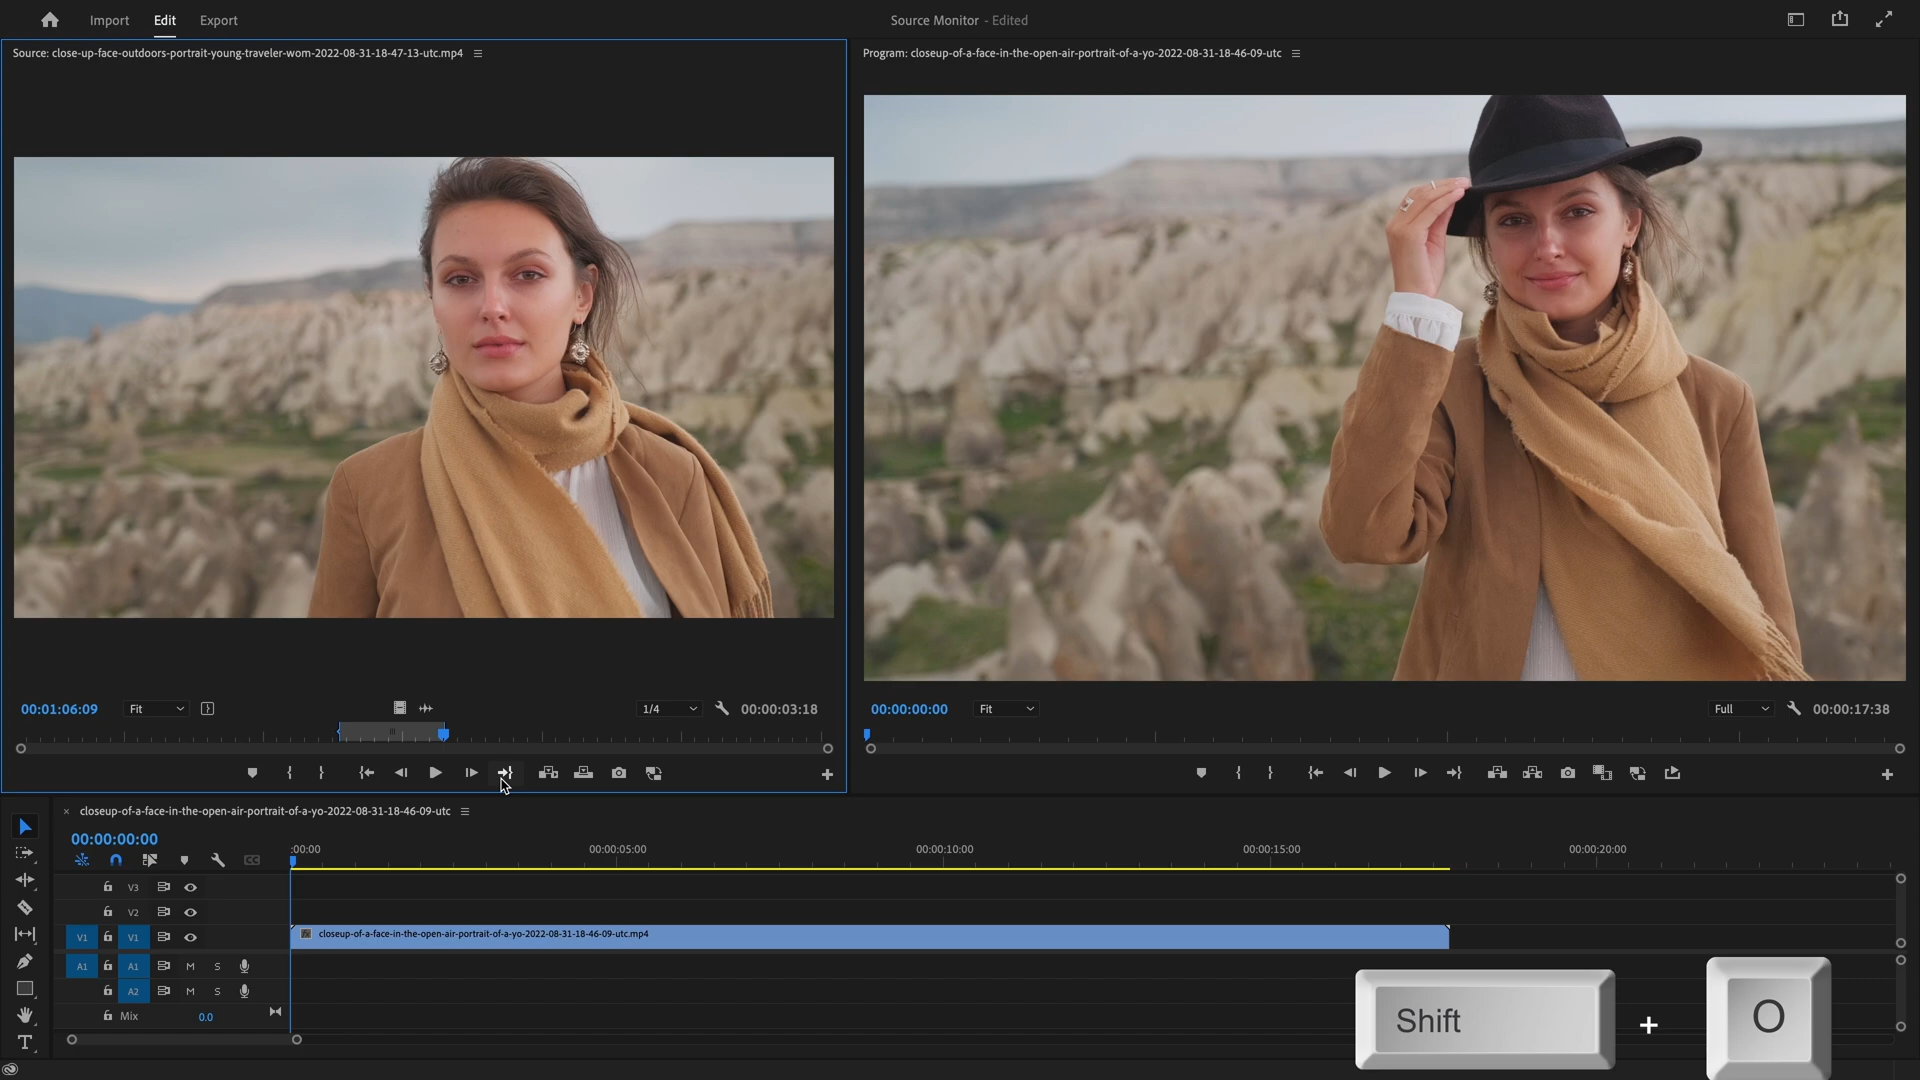 Import Edit Export
Source Monitor - Edited
Source: close-up-face-outdoors-portrait-young-traveler-wom-2022-08-31-18-47-13-utc.mp4
Program: closeup-of-a-face-in-the-open-air-portrait-of-a-yo-2022-08-31-18-46-09-utc
00:01:06:09 Fit 1/4 00:00:03:18
00:00:00:00 Fit Full 00:00:17:38
× closeup-of-a-face-in-the-open-air-portrait-of-a-yo-2022-08-31-18-46-09-utc
00:00:00:00
:00:00 00:00:05:00 00:00:10:00 00:00:15:00 00:00:20:00
CC
V3
V2
V1 V1
closeup-of-a-face-in-the-open-air-portrait-of-a-yo-2022-08-31-18-46-09-utc.mp4
A1 A1 M S
A2 M S
Mix 0.0
Shift + O